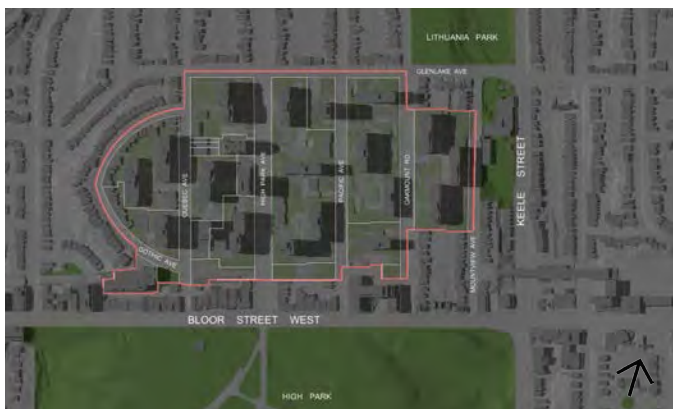 LITHUANIA PARK
GLENLAKE AVE
QUEBEC AVE
HIGH PARK AVE
PACIFIC AVE
OAKMOUNT RD
KEELE STREET
GOTHIC AVE
MOUNTVIEW AVE
BLOOR STREET WEST
HIGH PARK